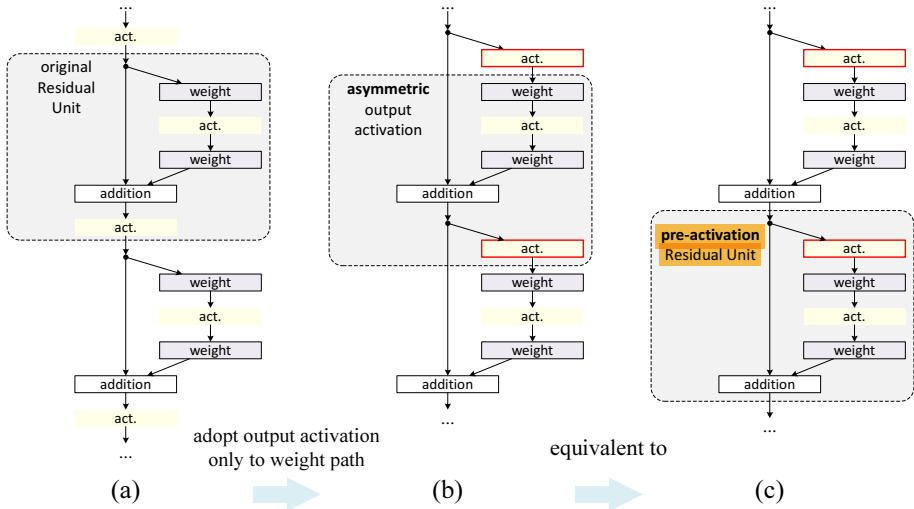 ...
act.
original
Residual
Unit
weight
act.
weight
addition
act.
weight
act.
weight
addition
act.
...
adopt output activation
only to weight path
(a)
...
act.
asymmetric
output
activation
weight
act.
weight
addition
act.
weight
act.
weight
addition
...
equivalent to
(b)
...
act.
weight
act.
weight
addition
pre-activation
Residual Unit
act.
weight
act.
weight
addition
...
(c)